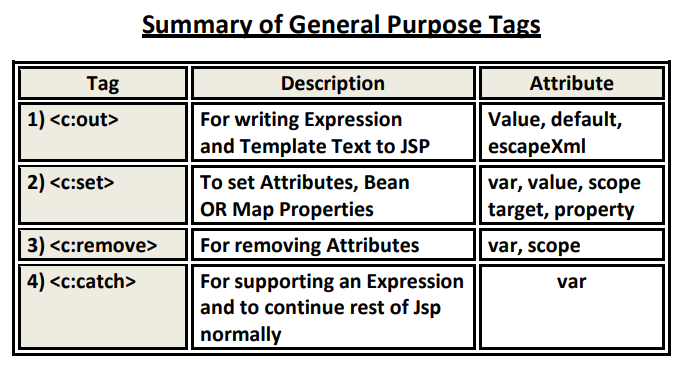 Summary of General Purpose Tags
Tag Description Attribute
1) <c:out> For writing Expression Value, default,
and Template Text to JSP escapeXml
2) <c:set> To set Attributes, Bean var, value, scope
OR Map Properties target, property
3) <c:remove> For removing Attributes var, scope
4) <c:catch> For supporting an Expression var
and to continue rest of Jsp
normally